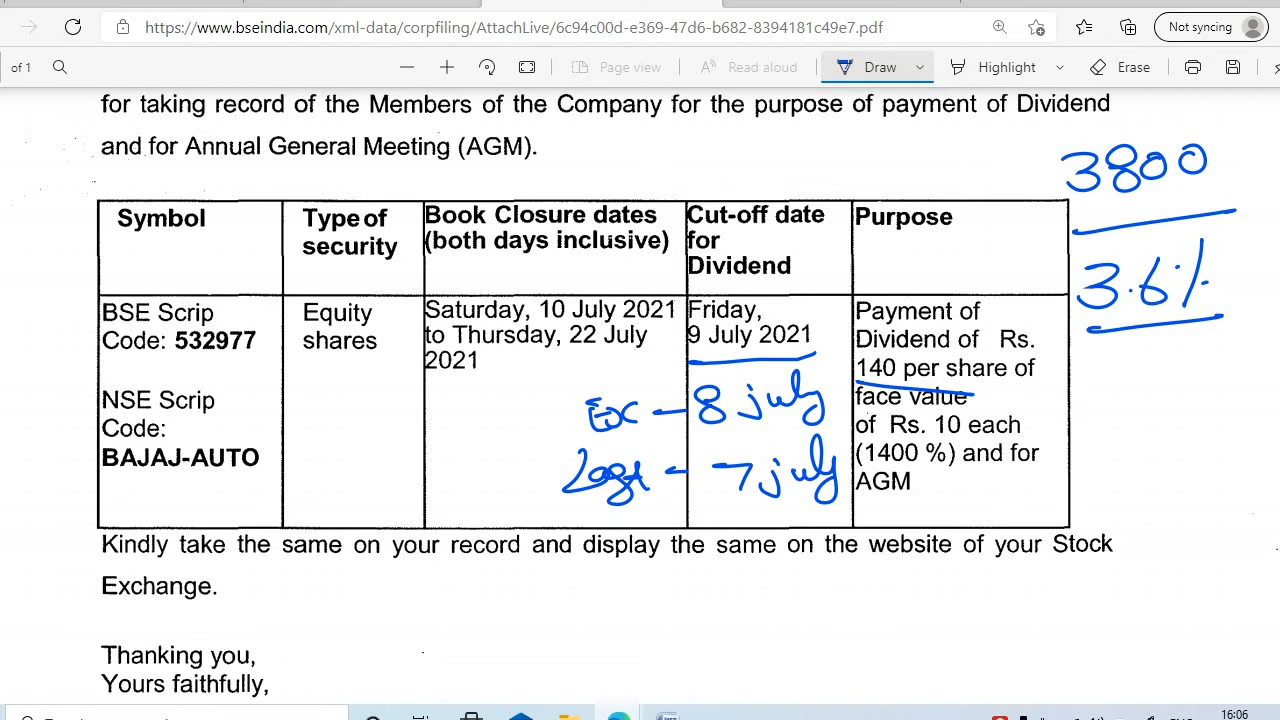 https://www.bseindia.com/xml-data/corpfiling/AttachLive/6c94c00d-e369-47d6-b682-8394181c49e7.pdf
Not syncing
of 1
Page view
Read aloud
Draw
Highlight
Erase
for taking record of the Members of the Company for the purpose of payment of Dividend
and for Annual General Meeting (AGM).
3800
3.6%
Symbol
Type of
security
Book Closure dates
(both days inclusive)
Cut-off date
for
Dividend
Purpose
BSE Scrip
Code: 532977
NSE Scrip
Code:
BAJAJ-AUTO
Equity
shares
Saturday, 10 July 2021
to Thursday, 22 July
2021
Friday,
9 July 2021
Payment of
Dividend of Rs.
140 per share of
face value
of Rs. 10 each
(1400 %) and for
AGM
Ex - 8 july
- 7 july
Kindly take the same on your record and display the same on the website of your Stock
Exchange.
Thanking you,
Yours faithfully,
16:06